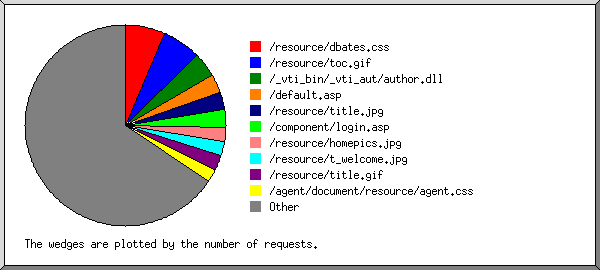 /resource/dbates.css
/resource/toc.gif
/_vti_bin/_vti_aut/author.dll
/default.asp
/resource/title.jpg
/component/login.asp
/resource/homepics.jpg
/resource/t_welcome.jpg
/resource/title.gif
/agent/document/resource/agent.css
Other
The wedges are plotted by the number of requests.